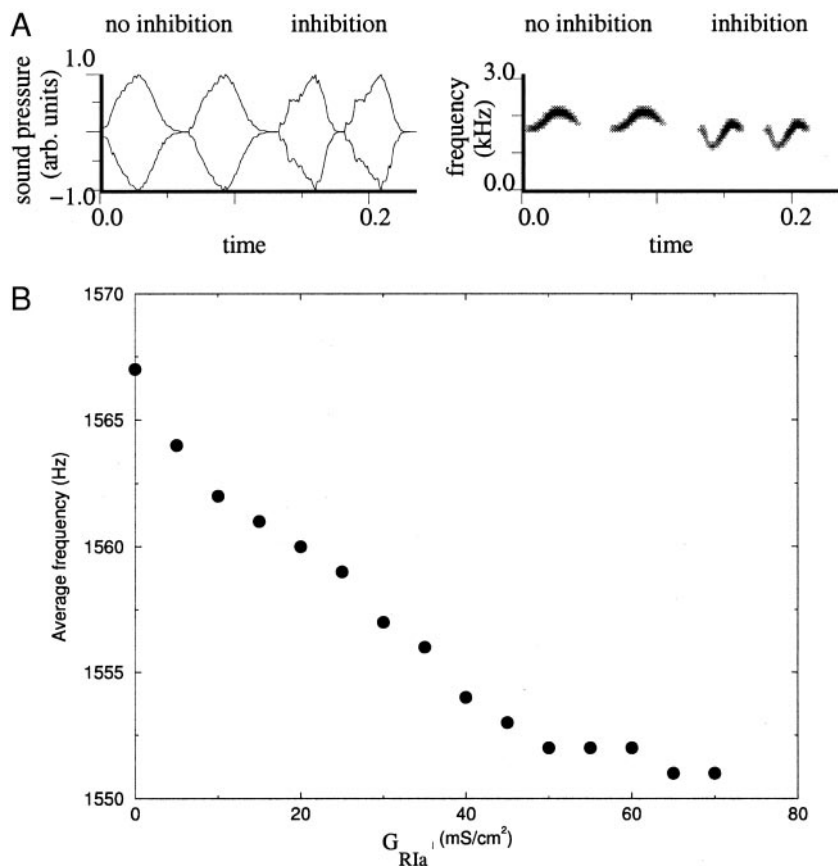 A
no inhibition inhibition
1.0
sound pressure
(arb. units)
−1.0
0.0 0.2
time
no inhibition inhibition
3.0
frequency
(kHz)
0.0
0.0 0.2
time
B
1570
1565
1560
1555
1550
Average frequency (Hz)
0 20 40 60 80
G_RIa (mS/cm²)